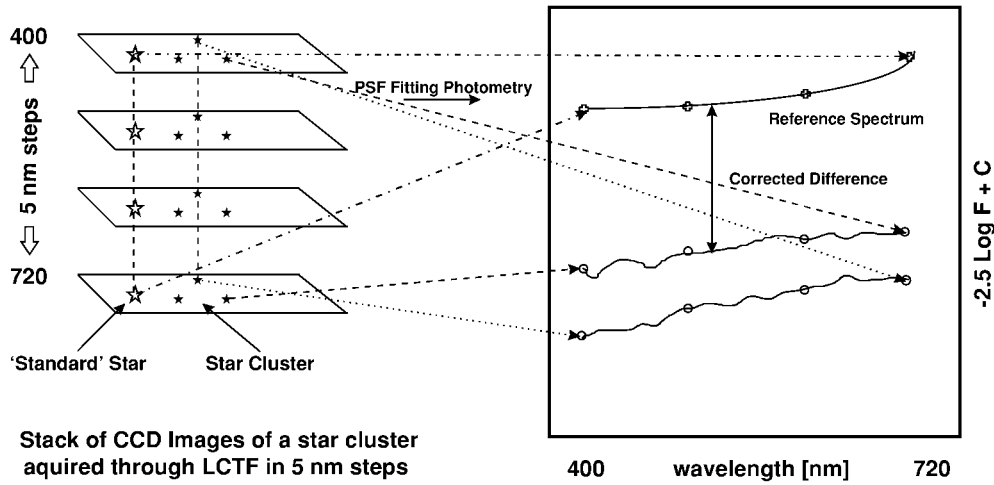 400
5 nm steps
720
'Standard' Star
Star Cluster
Stack of CCD Images of a star cluster
aquired through LCTF in 5 nm steps
PSF Fitting Photometry
Reference Spectrum
Corrected Difference
-2.5 Log F + C
400 wavelength [nm] 720